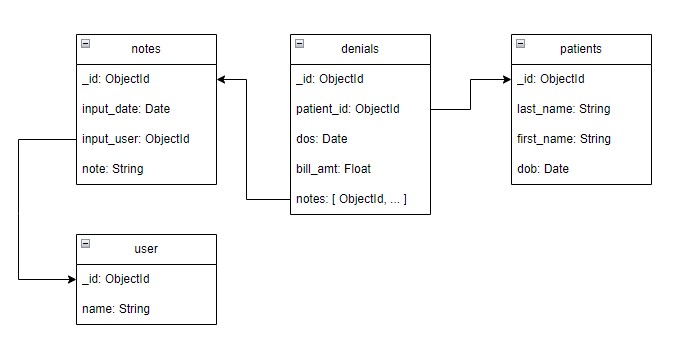 notes
_id: ObjectId
input_date: Date
input_user: ObjectId
note: String
denials
_id: ObjectId
patient_id: ObjectId
dos: Date
bill_amt: Float
notes: [ ObjectId, ... ]
patients
_id: ObjectId
last_name: String
first_name: String
dob: Date
user
_id: ObjectId
name: String